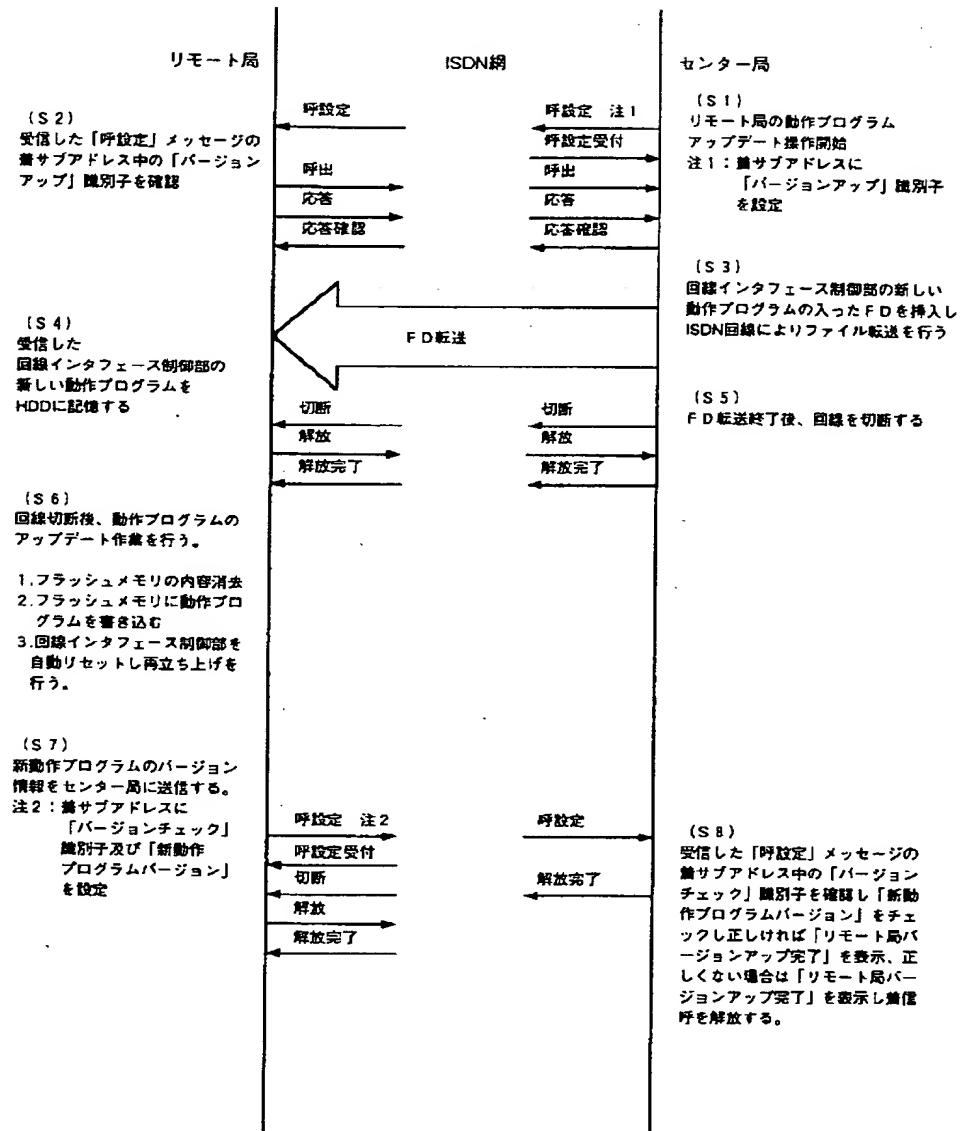 リモート局
ISDN網
センター局
(S2)
受信した「呼設定」メッセージの
着サブアドレス中の「バージョン
アップ」識別子を確認
呼設定
呼出
応答
応答確認
呼設定 注1
呼設定受付
呼出
応答
応答確認
(S1)
リモート局の動作プログラム
アップデート操作開始
注1:着サブアドレスに
「バージョンアップ」識別子
を設定
(S3)
回線インタフェース制御部の新しい
動作プログラムの入ったFDを挿入し
ISDN回線によりファイル転送を行う
FD転送
(S4)
受信した
回線インタフェース制御部の
新しい動作プログラムを
HDDに記憶する
切断
解放
解放完了
切断
解放
解放完了
(S5)
FD転送終了後、回線を切断する
(S6)
回線切断後、動作プログラムの
アップデート作業を行う。
1.フラッシュメモリの内容消去
2.フラッシュメモリに動作プロ
グラムを書き込む
3.回線インタフェース制御部を
自動リセットし再立ち上げを
行う。
(S7)
新動作プログラムのバージョン
情報をセンター局に送信する。
注2:着サブアドレスに
「バージョンチェック」
識別子及び「新動作
プログラムバージョン」
を設定
呼設定 注2
呼設定受付
切断
解放
解放完了
呼設定
解放完了
(S8)
受信した「呼設定」メッセージの
着サブアドレス中の「バージョン
チェック」識別子を確認し「新動
作プログラムバージョン」をチェ
ックし正しければ「リモート局バ
ージョンアップ完了」を表示、正
しくない場合は「リモート局バー
ジョンアップ完了」を表示し着信
呼を解放する。